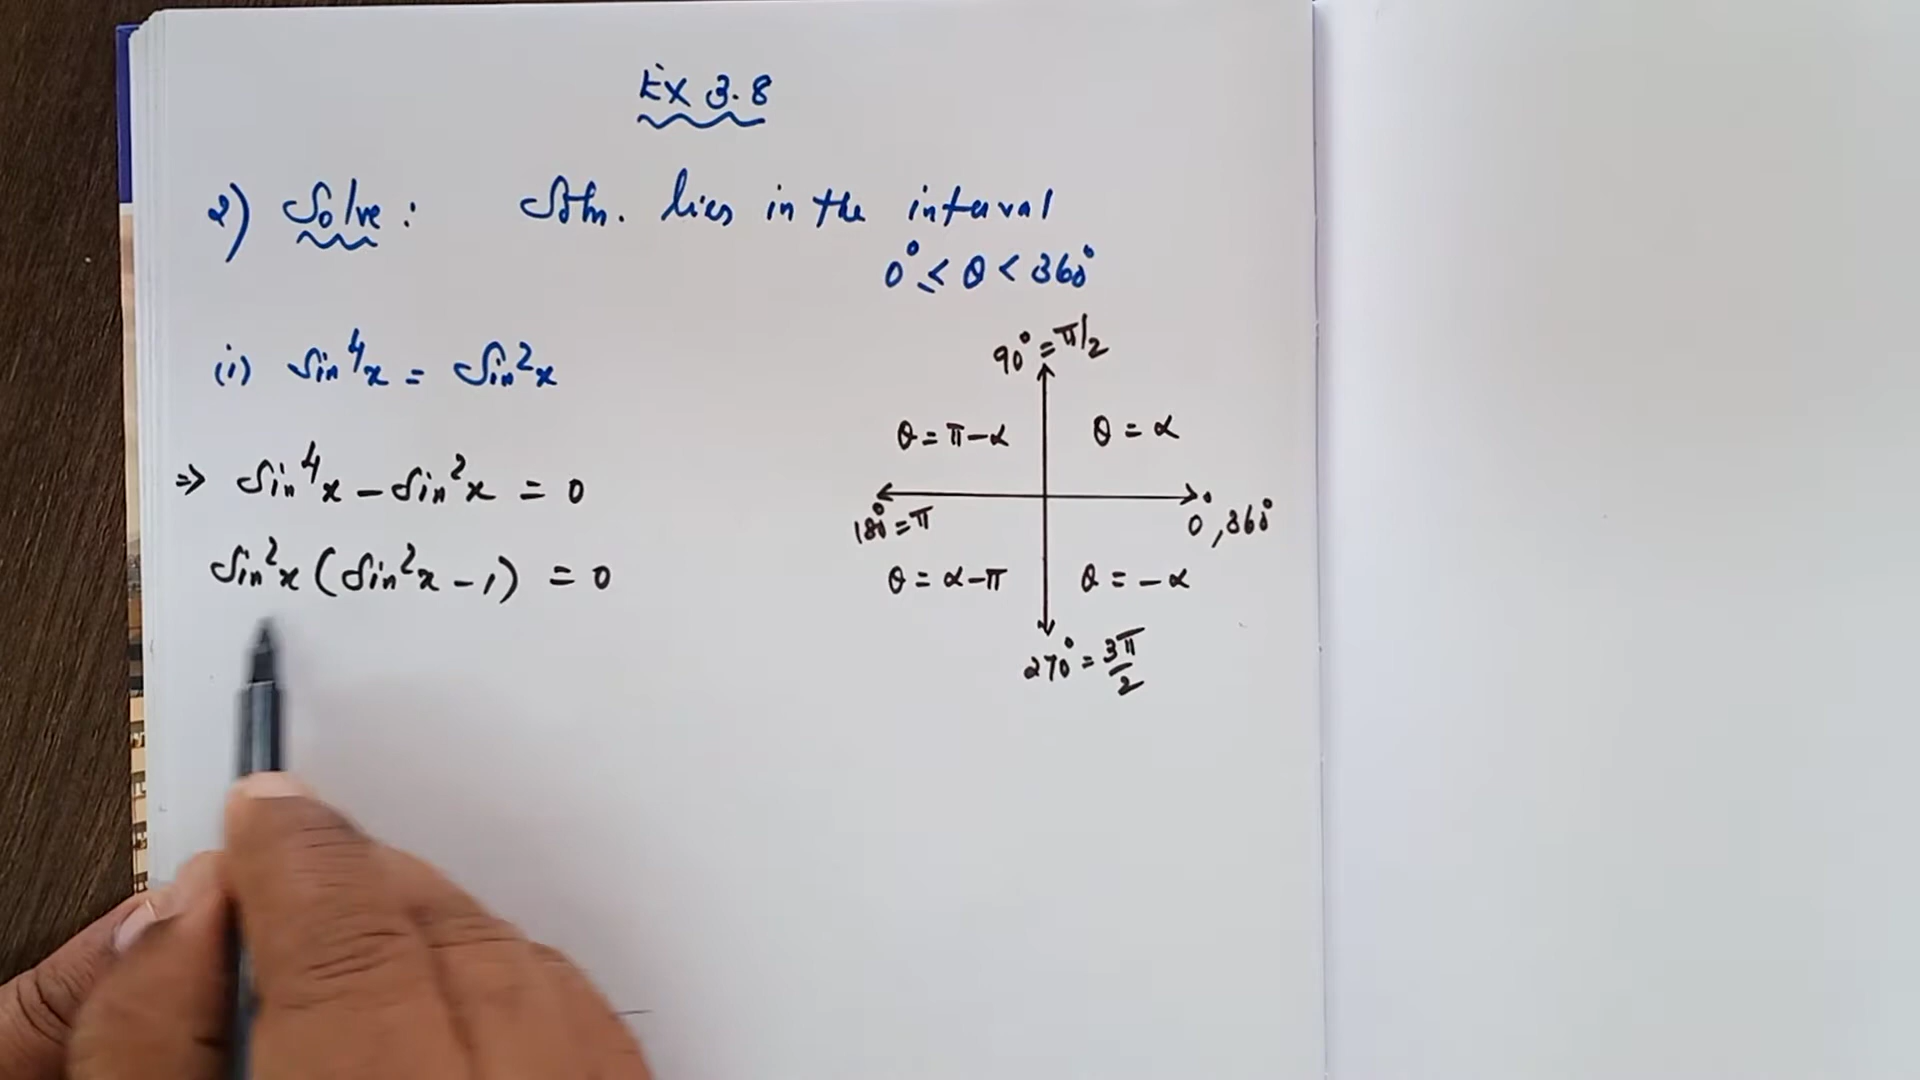 Ex 3.8
2) Solve: Soln. lies in the interval
0° ≤ θ < 360°
(i) Sin⁴x = Sin²x
⇒ Sin⁴x - Sin²x = 0
Sin²x (Sin²x - 1) = 0
90° = π/2
θ = π-α
θ = α
180° = π
0°, 360°
θ = α-π
θ = -α
270° = 3π/2